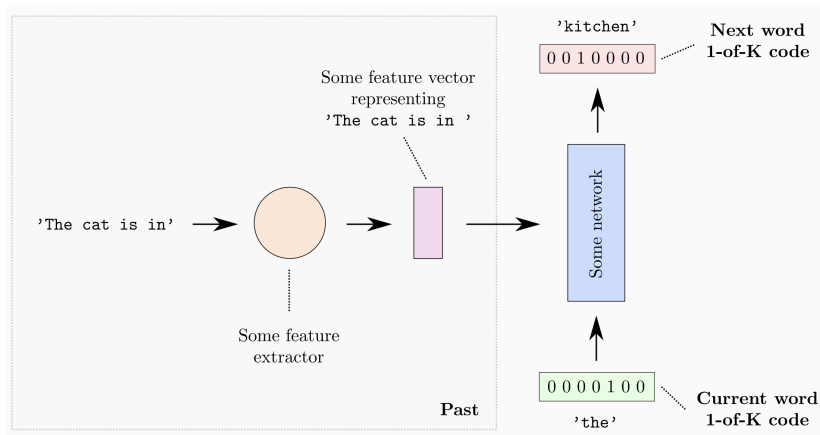 'kitchen'
0 0 1 0 0 0 0
Next word
1-of-K code
Some feature vector
representing
'The cat is in '
'The cat is in'
Some network
Some feature
extractor
Past
0 0 0 0 1 0 0
'the'
Current word
1-of-K code